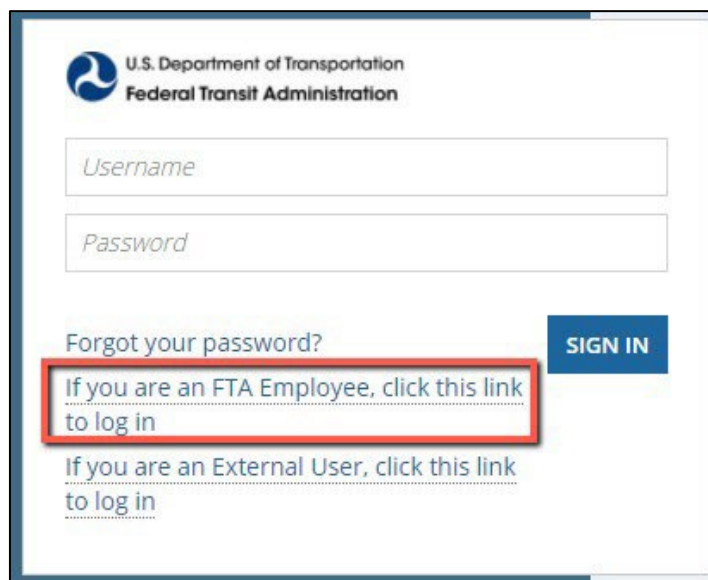 U.S. Department of Transportation
Federal Transit Administration
Username
Password
Forgot your password?
SIGN IN
If you are an FTA Employee, click this link
to log in
If you are an External User, click this link
to log in